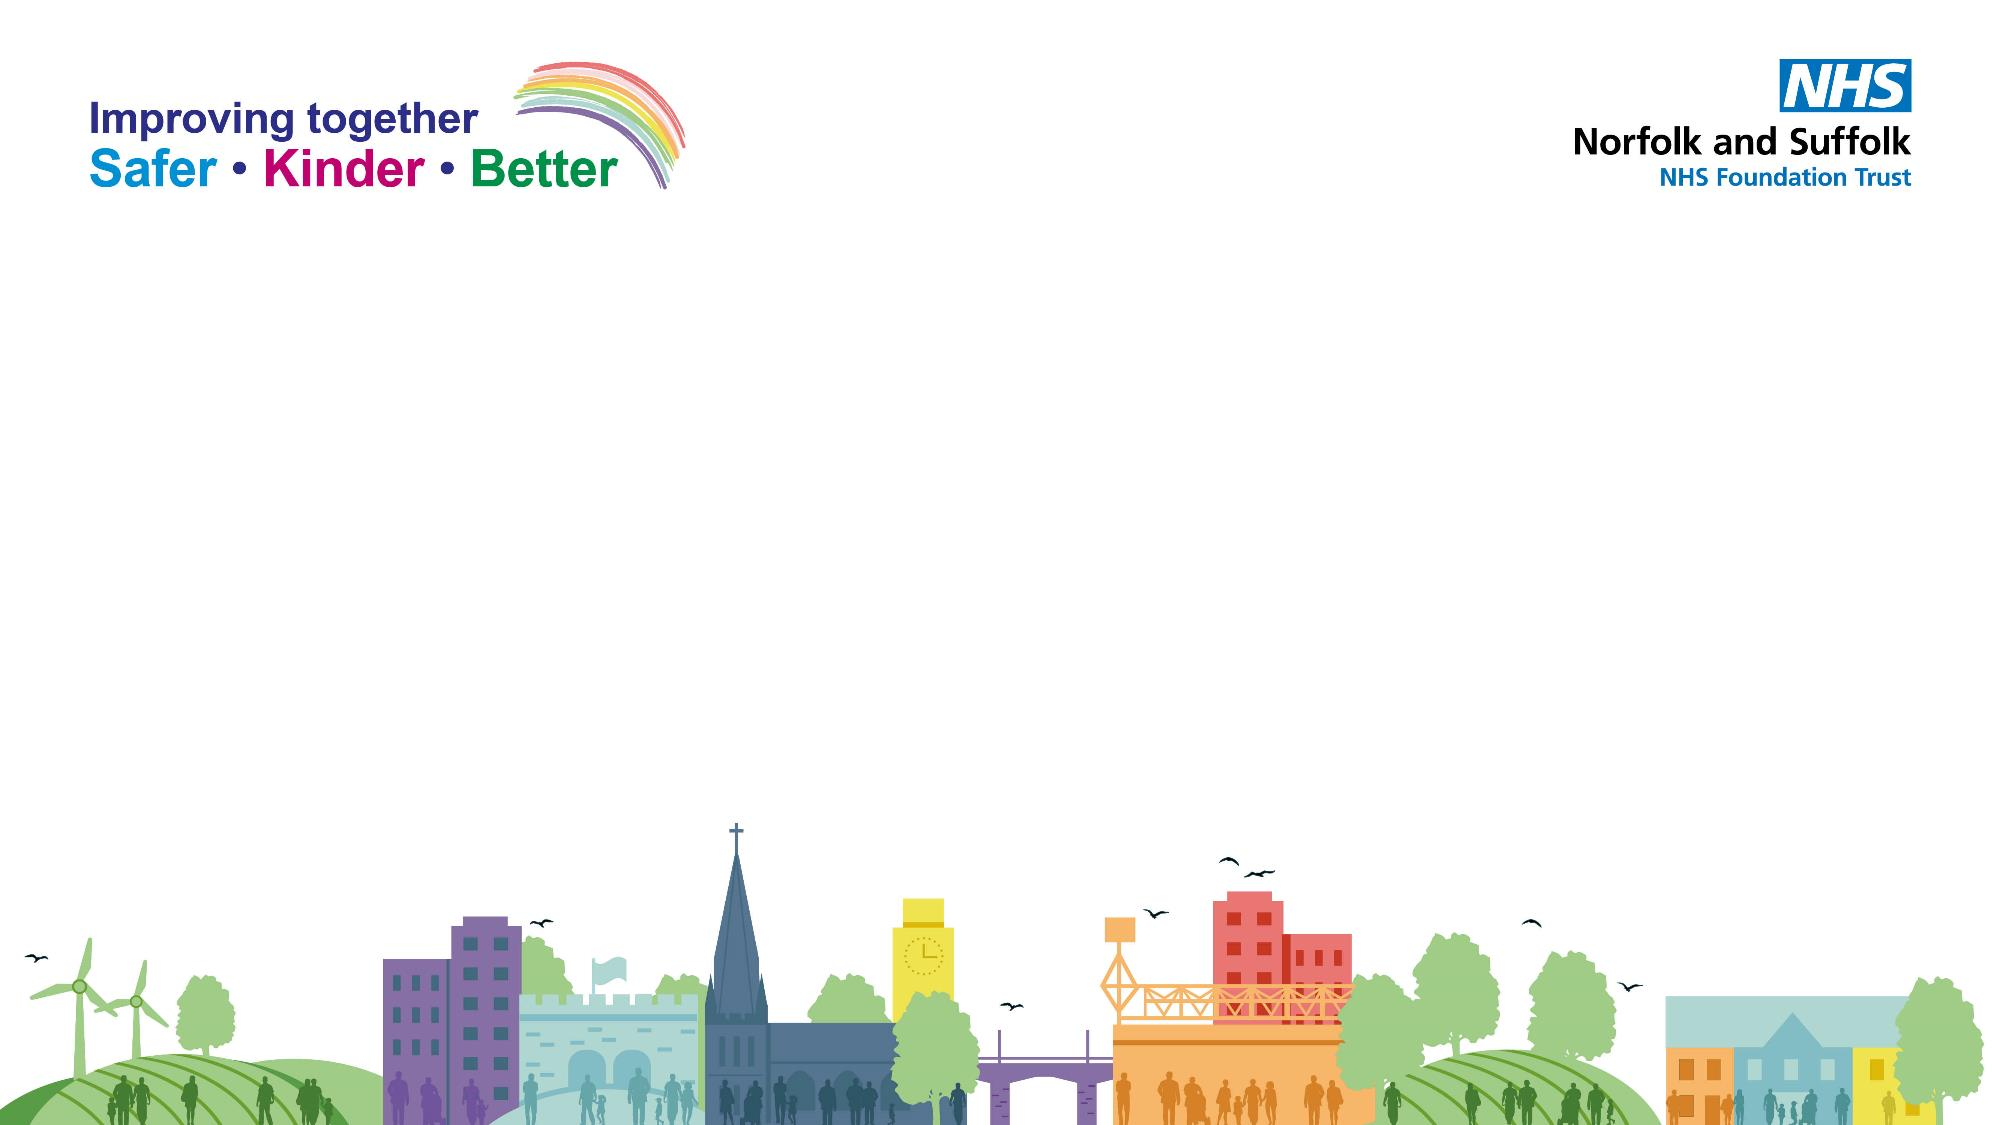 Improving together
Safer • Kinder • Better
NHS
Norfolk and Suffolk
NHS Foundation Trust